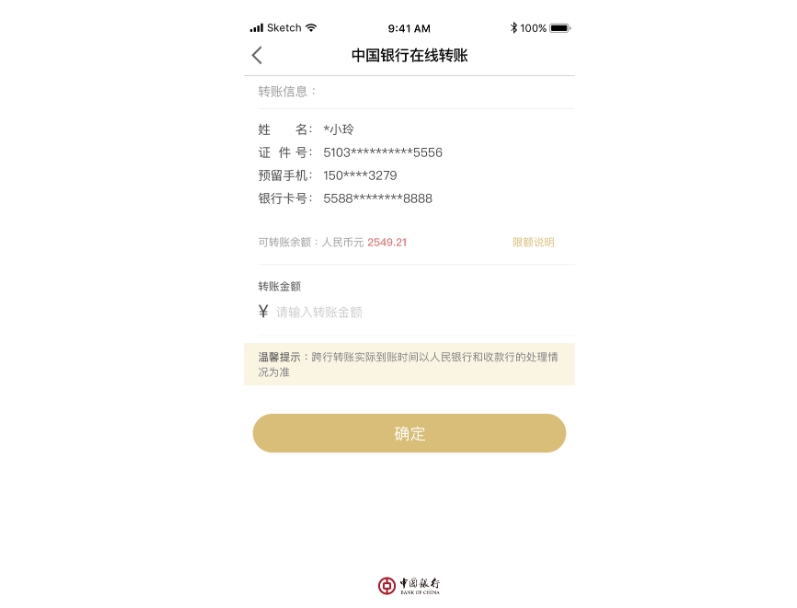 Sketch 9:41 AM 100%
中国银行在线转账
转账信息：
姓 名： *小玲
证 件 号： 5103**********5556
预留手机： 150****3279
银行卡号： 5588********8888
可转账余额：人民币元 2549.21 限额说明
转账金额
¥ 请输入转账金额
温馨提示：跨行转账实际到账时间以人民银行和收款行的处理情
况为准
确定
中国银行
BANK OF CHINA